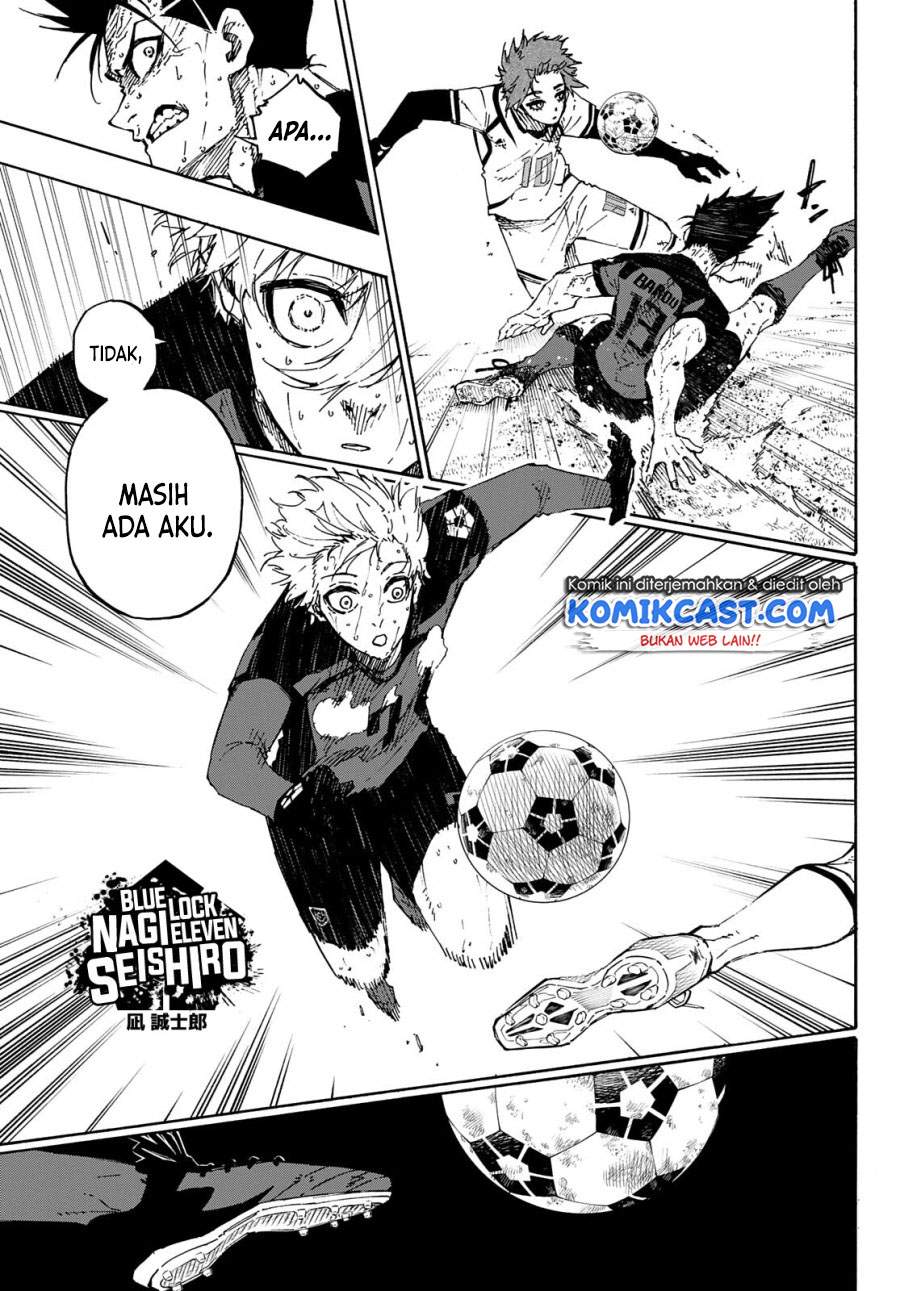 10
BAROU
13
APA...
TIDAK,
MASIH
ADA AKU.
Komik ini diterjemahkan & diedit oleh
KOMIKCAST.COM
BUKAN WEB LAIN!!
11
BLUE LOCK
NAGI ELEVEN
SEISHIRO
凪 誠士郎